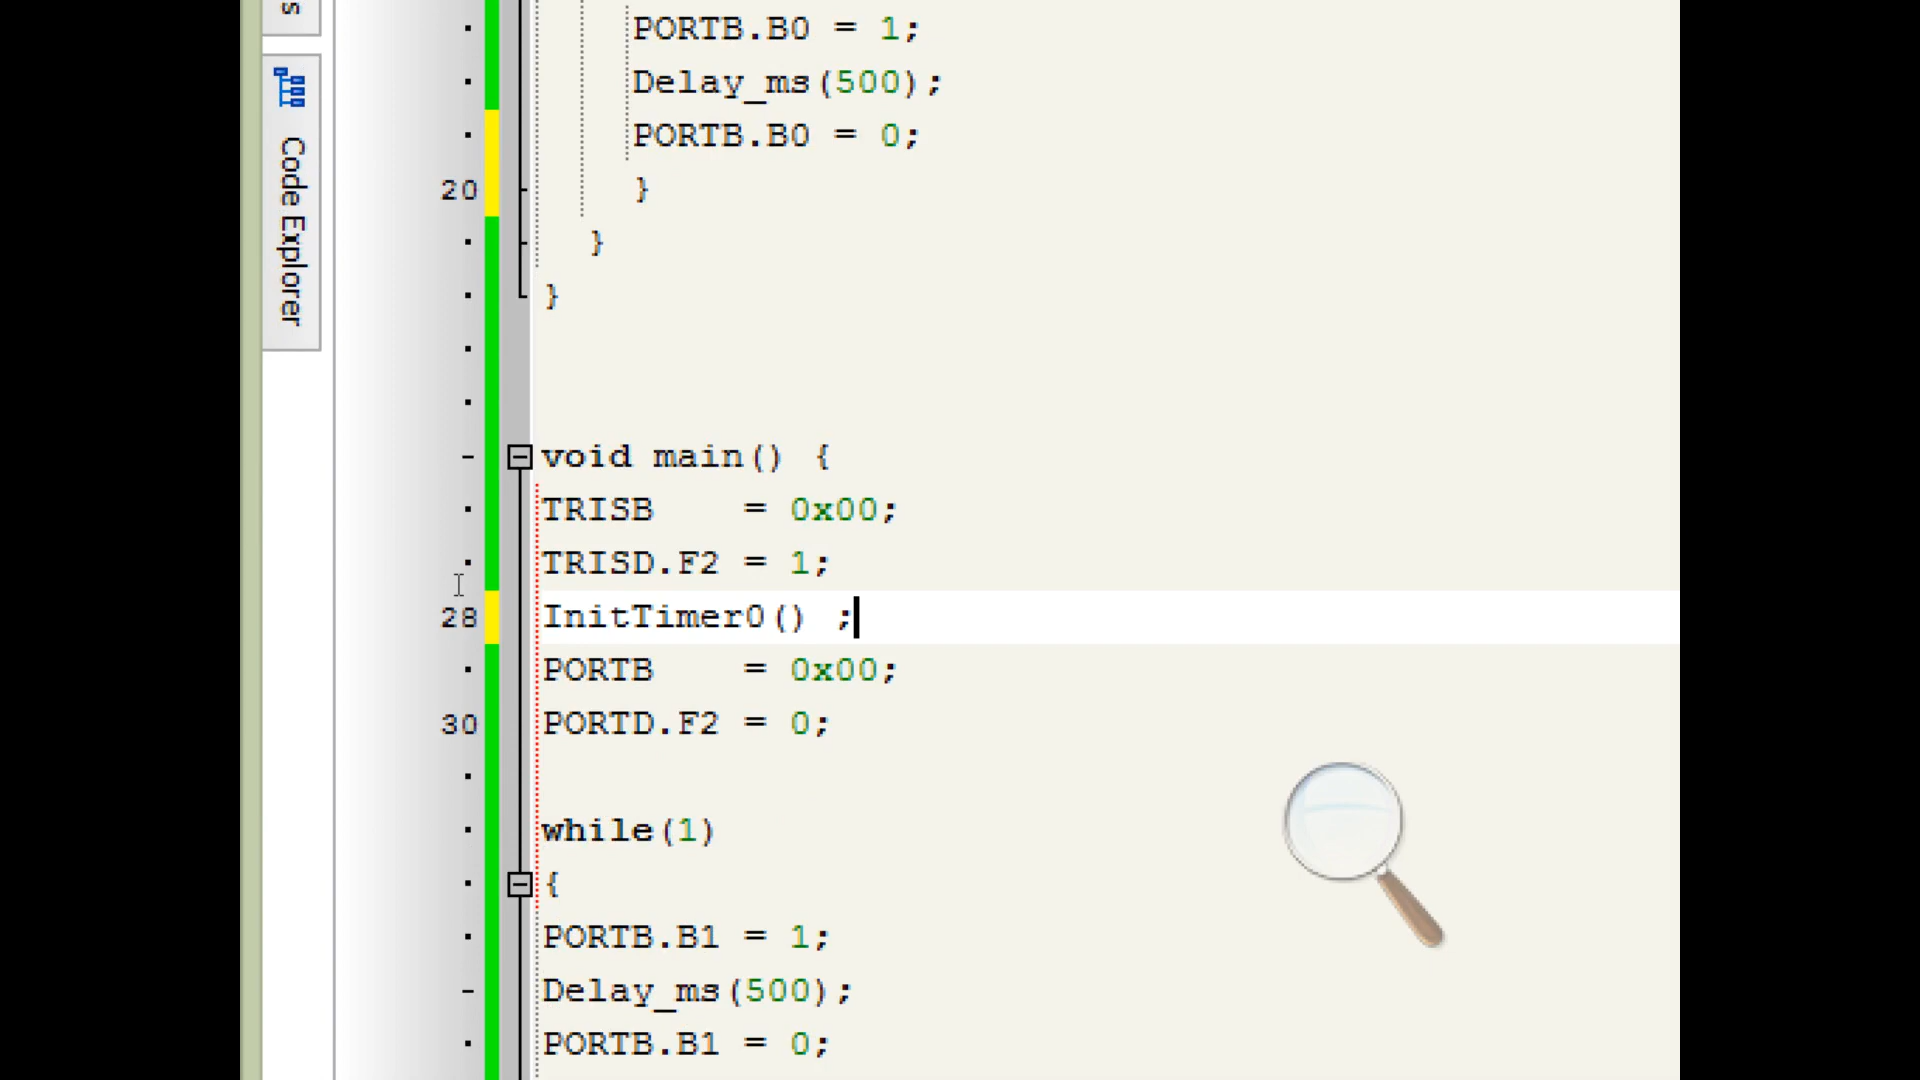 s
Code Explorer
PORTB.B0 = 1;
Delay_ms(500);
PORTB.B0 = 0;
20 }
}
}
void main() {
TRISB = 0x00;
TRISD.F2 = 1;
28 InitTimer0() ;
PORTB = 0x00;
30 PORTD.F2 = 0;
while(1)
{
PORTB.B1 = 1;
Delay_ms(500);
PORTB.B1 = 0;